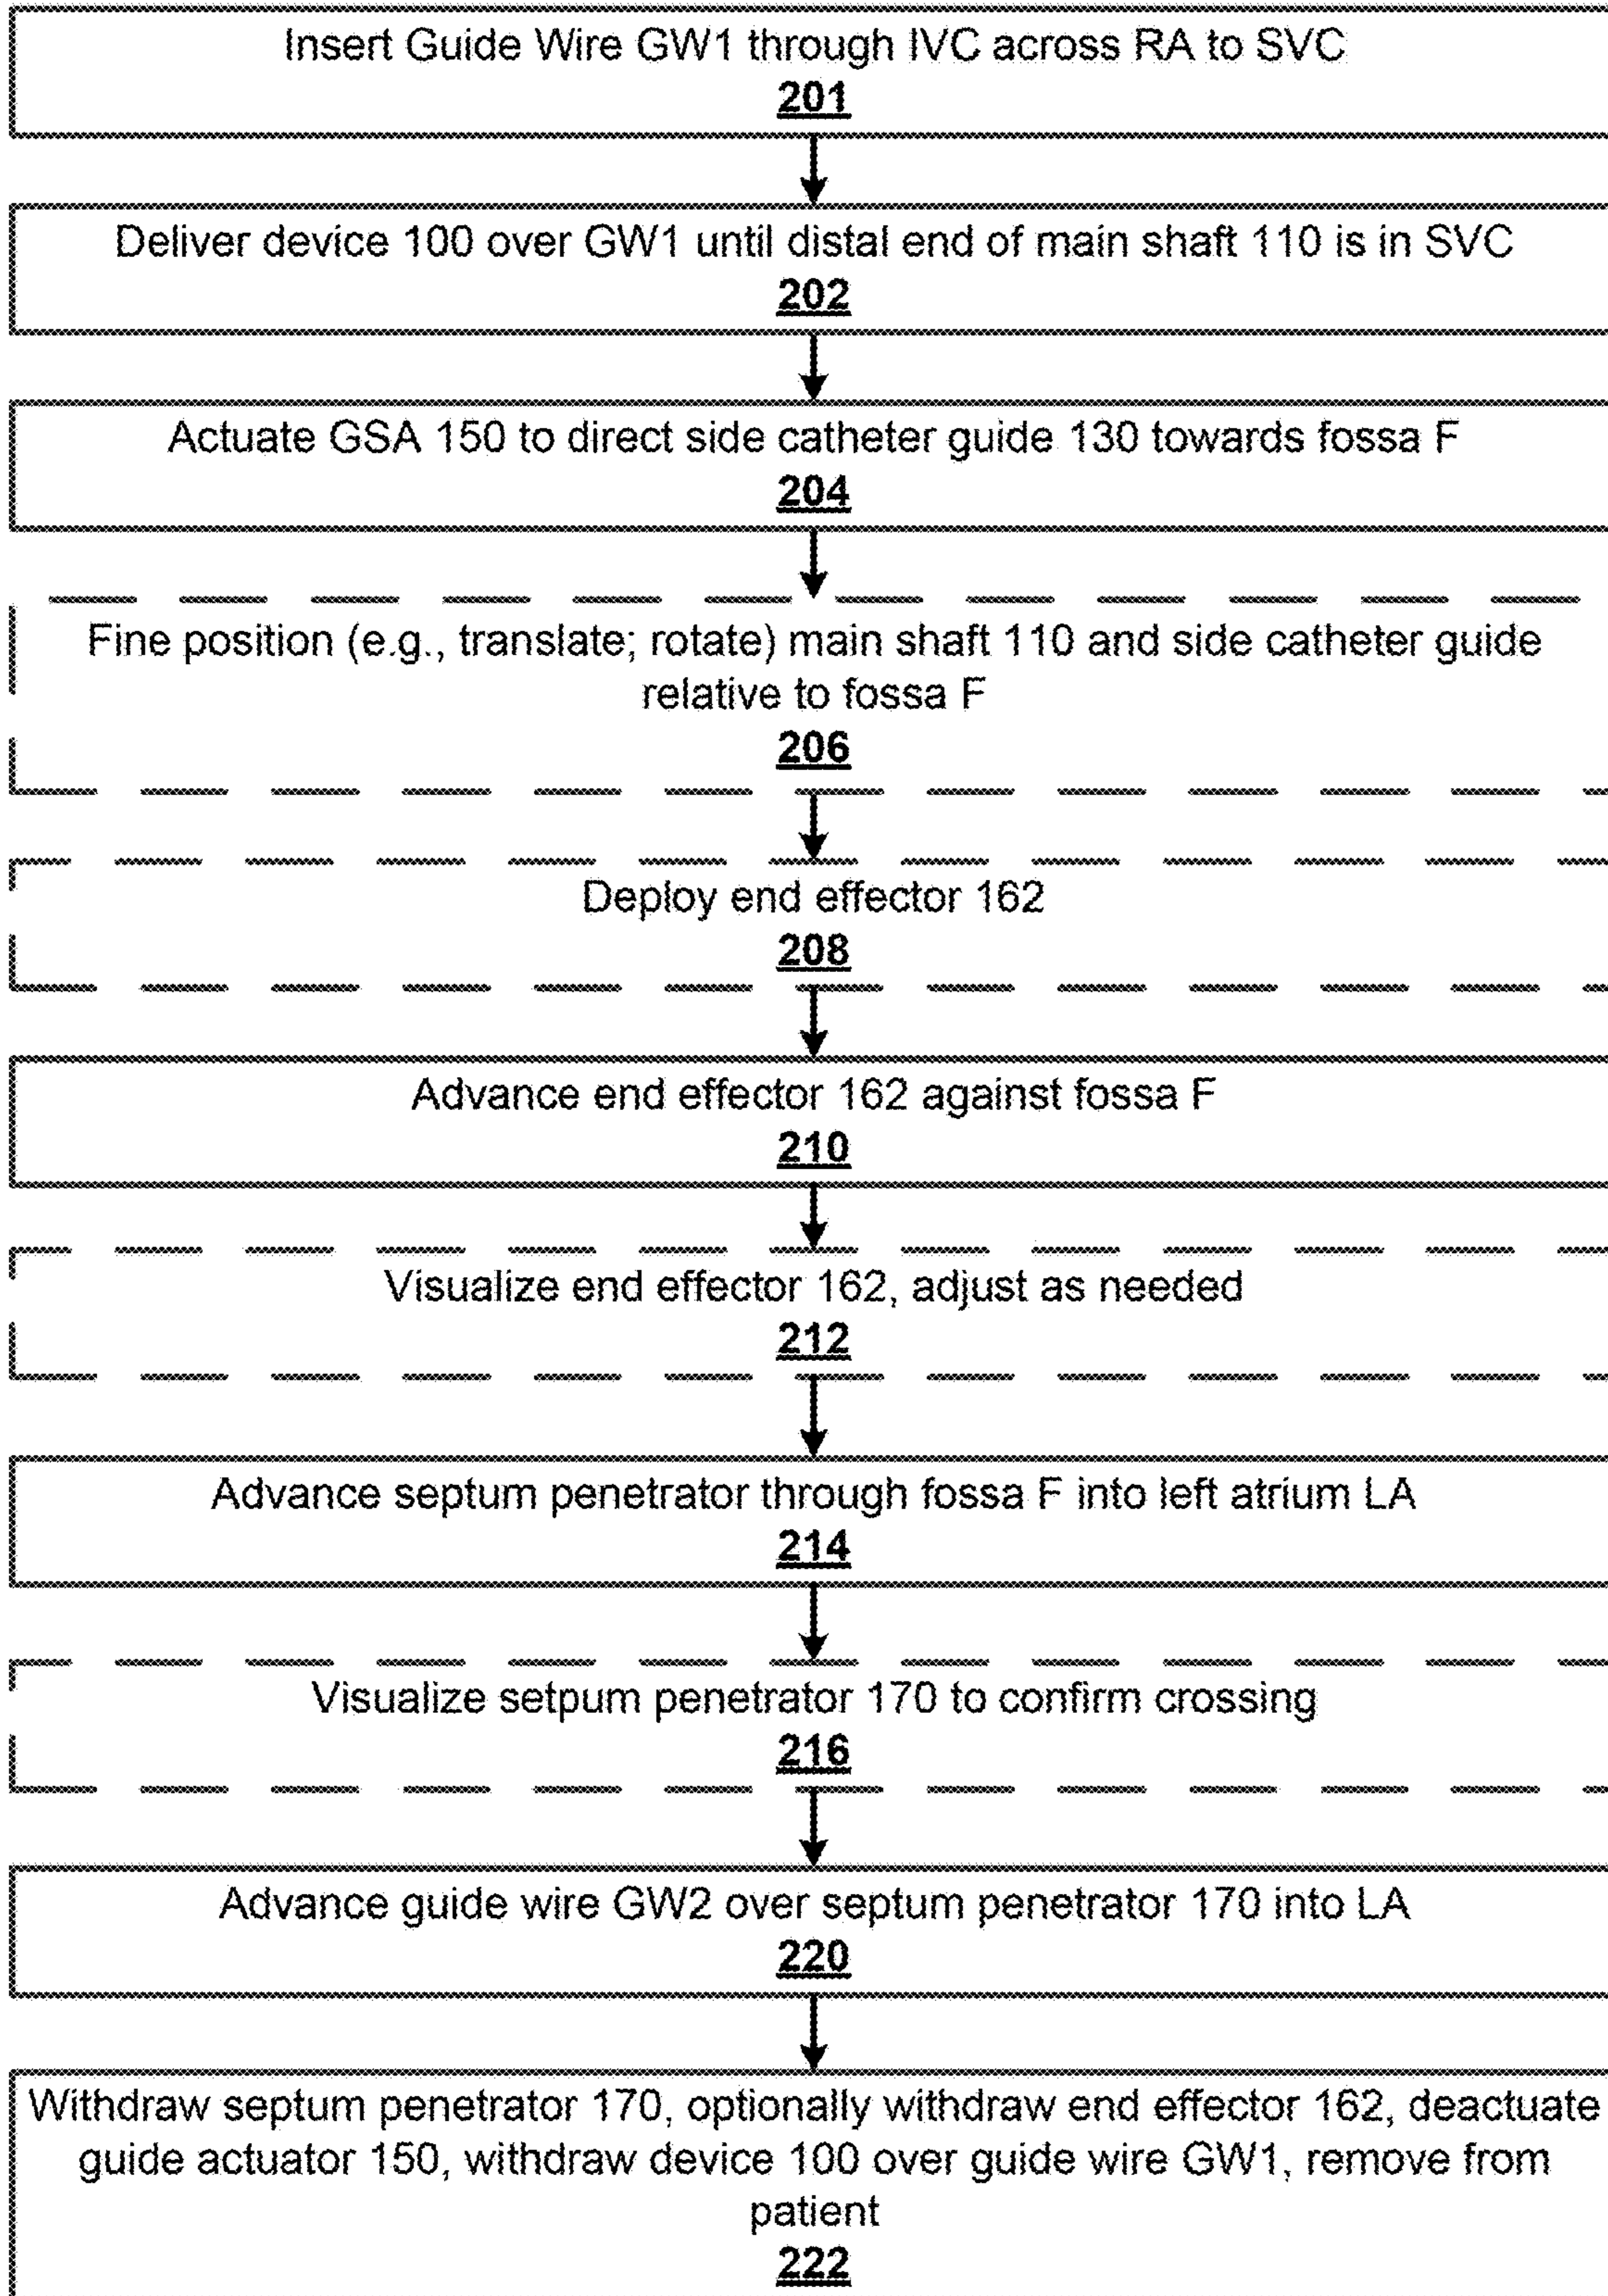 Insert Guide Wire GW1 through IVC across RA to SVC
201
Deliver device 100 over GW1 until distal end of main shaft 110 is in SVC
202
Actuate GSA 150 to direct side catheter guide 130 towards fossa F
204
Fine position (e.g., translate; rotate) main shaft 110 and side catheter guide
relative to fossa F
206
Deploy end effector 162
208
Advance end effector 162 against fossa F
210
Visualize end effector 162, adjust as needed
212
Advance septum penetrator through fossa F into left atrium LA
214
Visualize setpum penetrator 170 to confirm crossing
216
Advance guide wire GW2 over septum penetrator 170 into LA
220
Withdraw septum penetrator 170, optionally withdraw end effector 162, deactuate
guide actuator 150, withdraw device 100 over guide wire GW1, remove from
patient
222